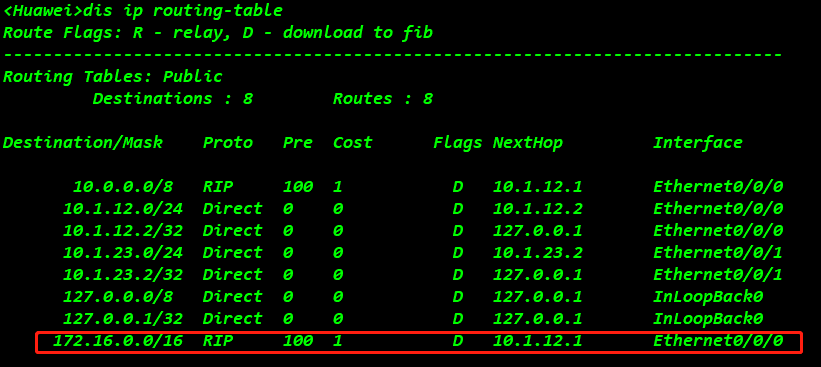 <Huawei>dis ip routing-table
Route Flags: R - relay, D - download to fib
------------------------------------------------------------------------------
Routing Tables: Public
         Destinations : 8        Routes : 8

Destination/Mask    Proto   Pre  Cost      Flags NextHop         Interface

       10.0.0.0/8   RIP     100  1           D   10.1.12.1       Ethernet0/0/0
      10.1.12.0/24  Direct  0    0           D   10.1.12.2       Ethernet0/0/0
      10.1.12.2/32  Direct  0    0           D   127.0.0.1       Ethernet0/0/0
      10.1.23.0/24  Direct  0    0           D   10.1.23.2       Ethernet0/0/1
      10.1.23.2/32  Direct  0    0           D   127.0.0.1       Ethernet0/0/1
      127.0.0.0/8   Direct  0    0           D   127.0.0.1       InLoopBack0
      127.0.0.1/32  Direct  0    0           D   127.0.0.1       InLoopBack0
     172.16.0.0/16  RIP     100  1           D   10.1.12.1       Ethernet0/0/0